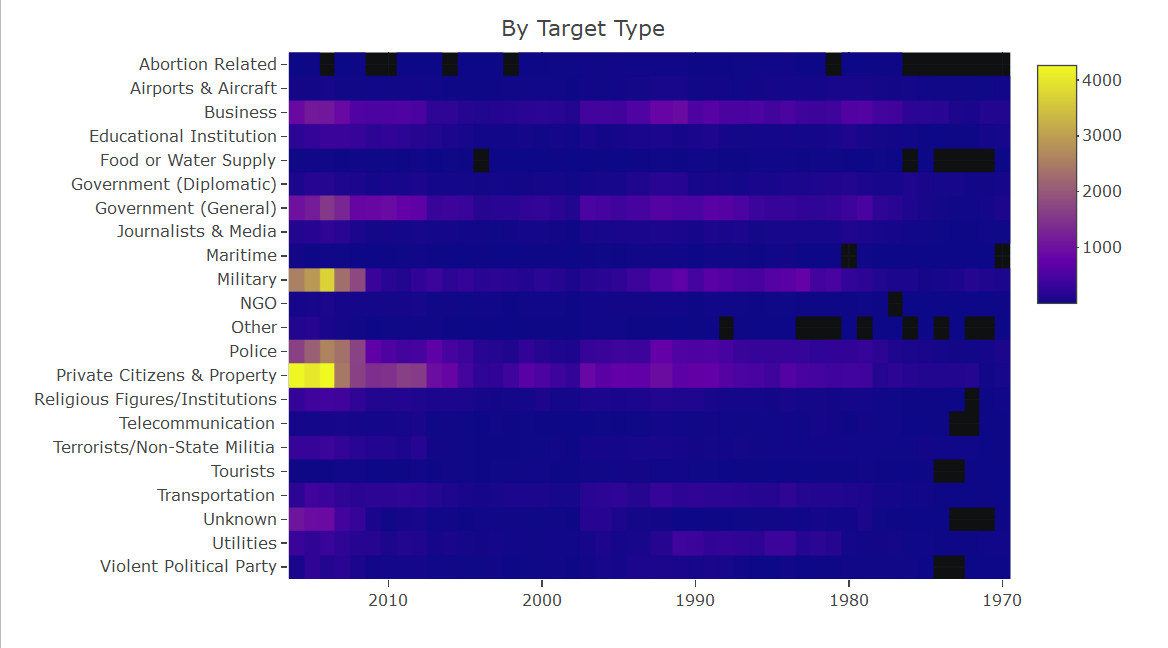 By Target Type
Abortion Related
Airports & Aircraft
Business
Educational Institution
Food or Water Supply
Government (Diplomatic)
Government (General)
Journalists & Media
Maritime
Military
NGO
Other
Police
Private Citizens & Property
Religious Figures/Institutions
Telecommunication
Terrorists/Non-State Militia
Tourists
Transportation
Unknown
Utilities
Violent Political Party
2010 2000 1990 1980 1970
4000
3000
2000
1000